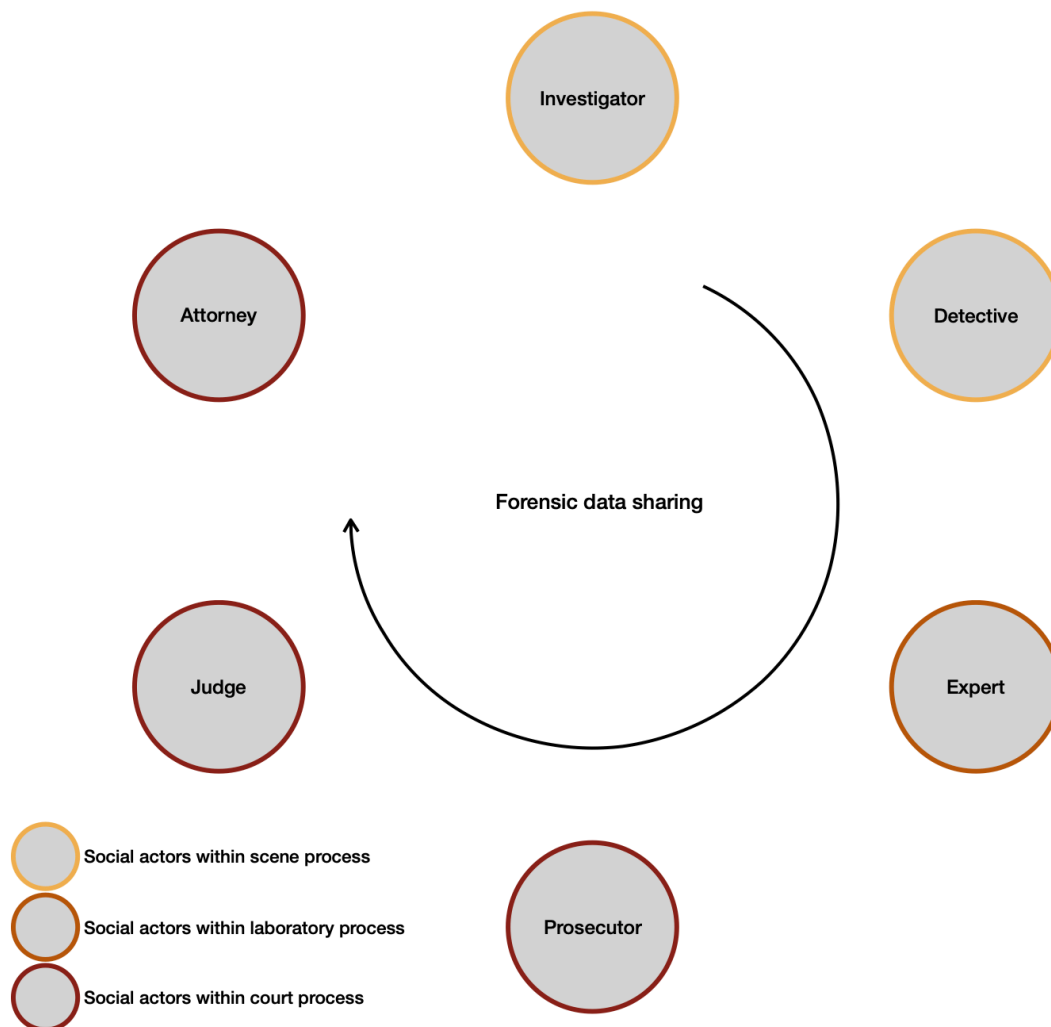 Investigator
Attorney
Detective
Forensic data sharing
Judge
Expert
Social actors within scene process
Social actors within laboratory process
Prosecutor
Social actors within court process